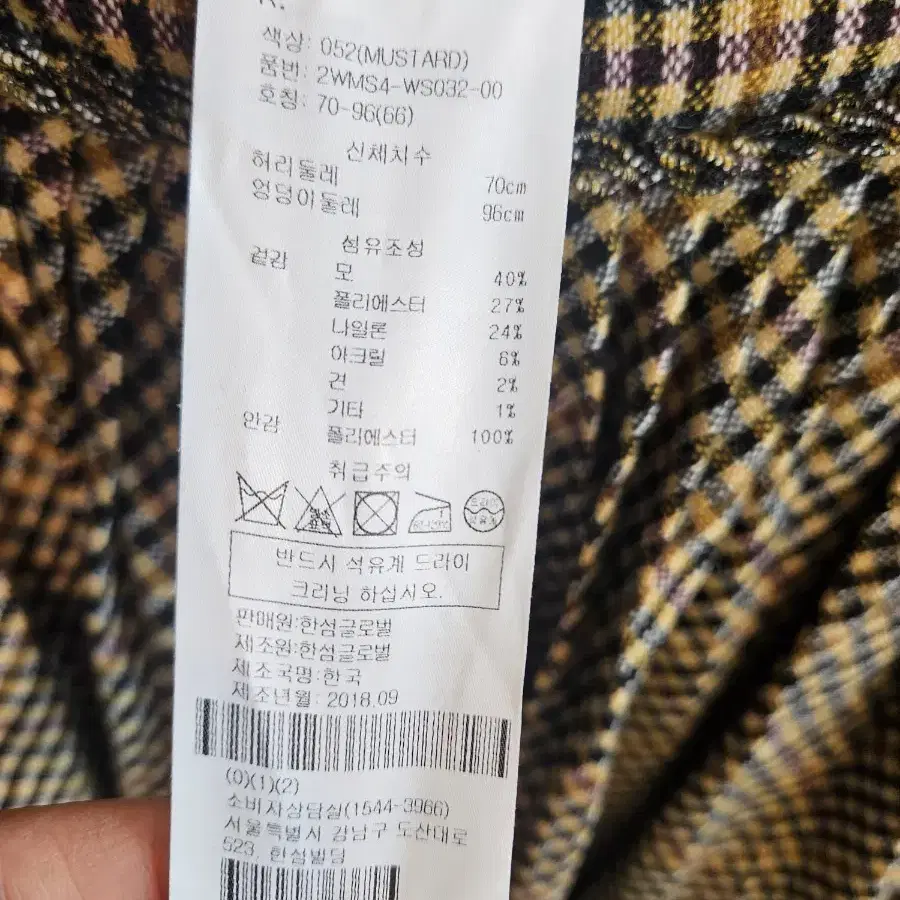 색상: 052(MUSTARD)
품번: 2WMS4-WS032-00
호칭: 70-96(66)
신체치수
허리둘레 70cm
엉덩이둘레 96cm
섬유조성
겉감 모 40%
폴리에스터 27%
나일론 24%
아크릴 6%
견 2%
기타 1%
안감 폴리에스터 100%
취급주의
드라이
석유계
반드시 석유계 드라이
크리닝 하십시오.
판매원:한섬글로벌
제조원:한섬글로벌
제조국명:한국
제조년월: 2018.09
(0)(1)(2)
소비자상담실(1544-3966)
서울특별시 강남구 도산대로
523, 한섬빌딩